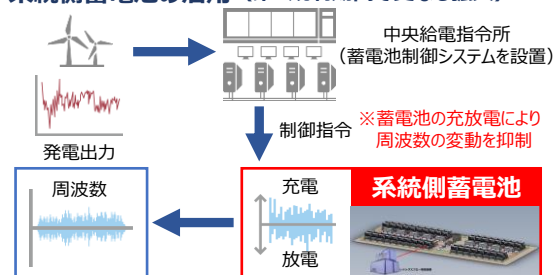 中央給電指令所
（蓄電池制御システムを設置）
発電出力
制御指令
※蓄電池の充放電により
周波数の変動を抑制
周波数
充電
放電
系統側蓄電池